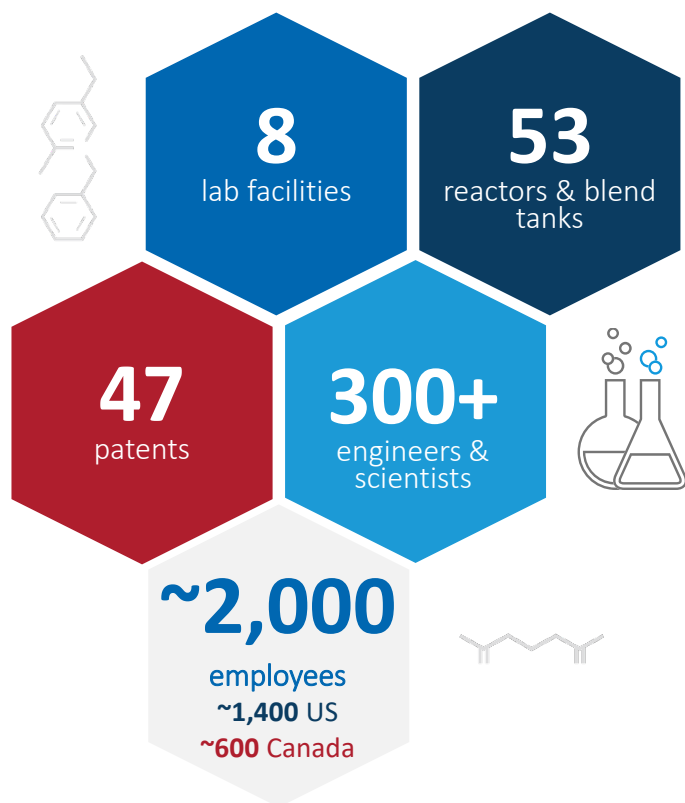 8
lab facilities
53
reactors & blend
tanks
47
patents
300+
engineers &
scientists
~2,000
employees
~1,400 US
~600 Canada